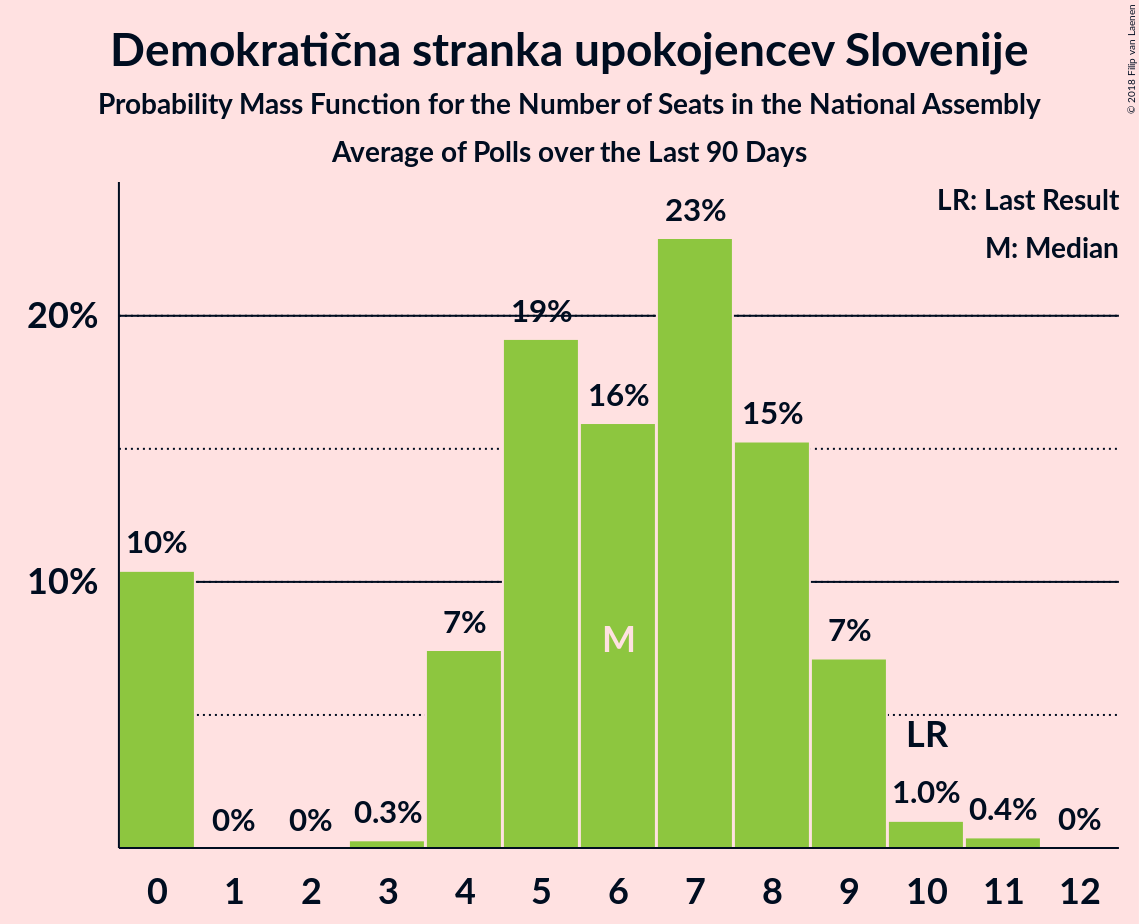 Demokratična stranka upokojencev Slovenije
Probability Mass Function for the Number of Seats in the National Assembly
Average of Polls over the Last 90 Days
© 2018 Filip van Laenen
LR: Last Result
M: Median
23%
20%
19%
16%
15%
10%
10%
7%
M
7%
LR
0%
0%
0.3%
1.0%
0.4%
0%
0 1 2 3 4 5 6 7 8 9 10 11 12